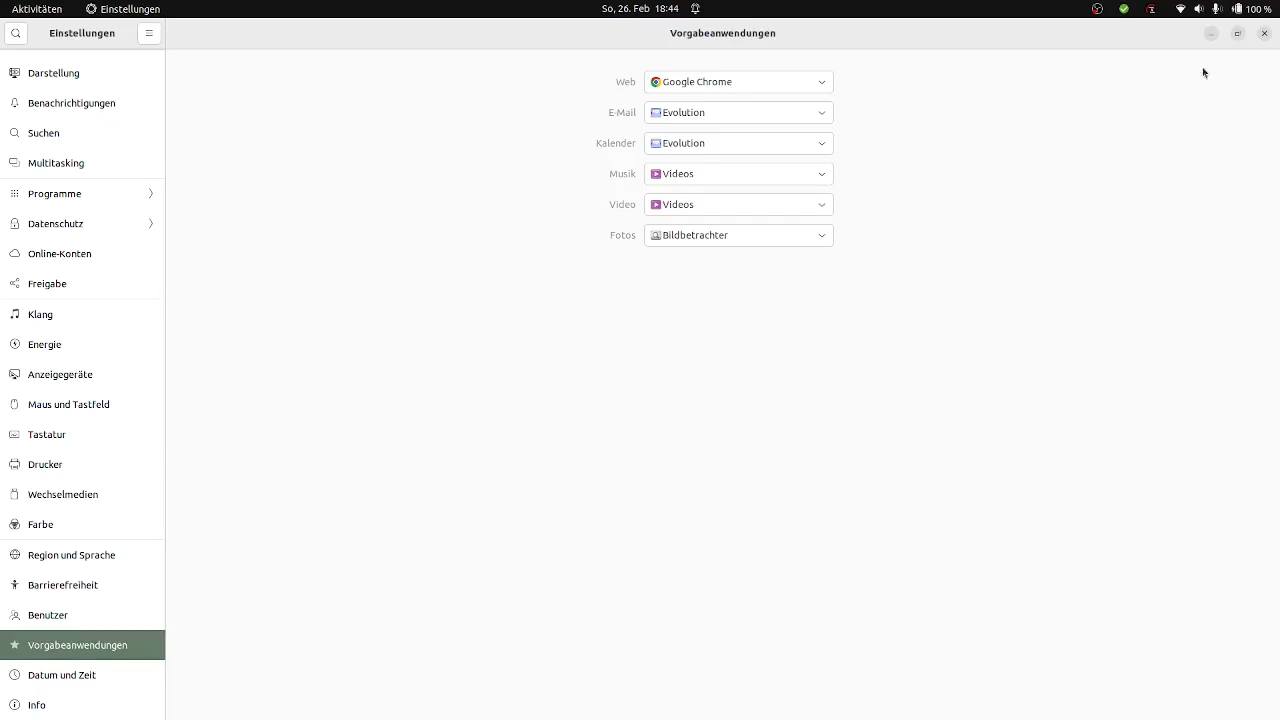 Aktivitäten
Einstellungen
So, 26. Feb 18:44
100 %
Einstellungen
Vorgabeanwendungen
Darstellung
Benachrichtigungen
Suchen
Multitasking
Programme
Datenschutz
Online-Konten
Freigabe
Klang
Energie
Anzeigegeräte
Maus und Tastfeld
Tastatur
Drucker
Wechselmedien
Farbe
Region und Sprache
Barrierefreiheit
Benutzer
Vorgabeanwendungen
Datum und Zeit
Info
Web Google Chrome
E-Mail Evolution
Kalender Evolution
Musik Videos
Video Videos
Fotos Bildbetrachter